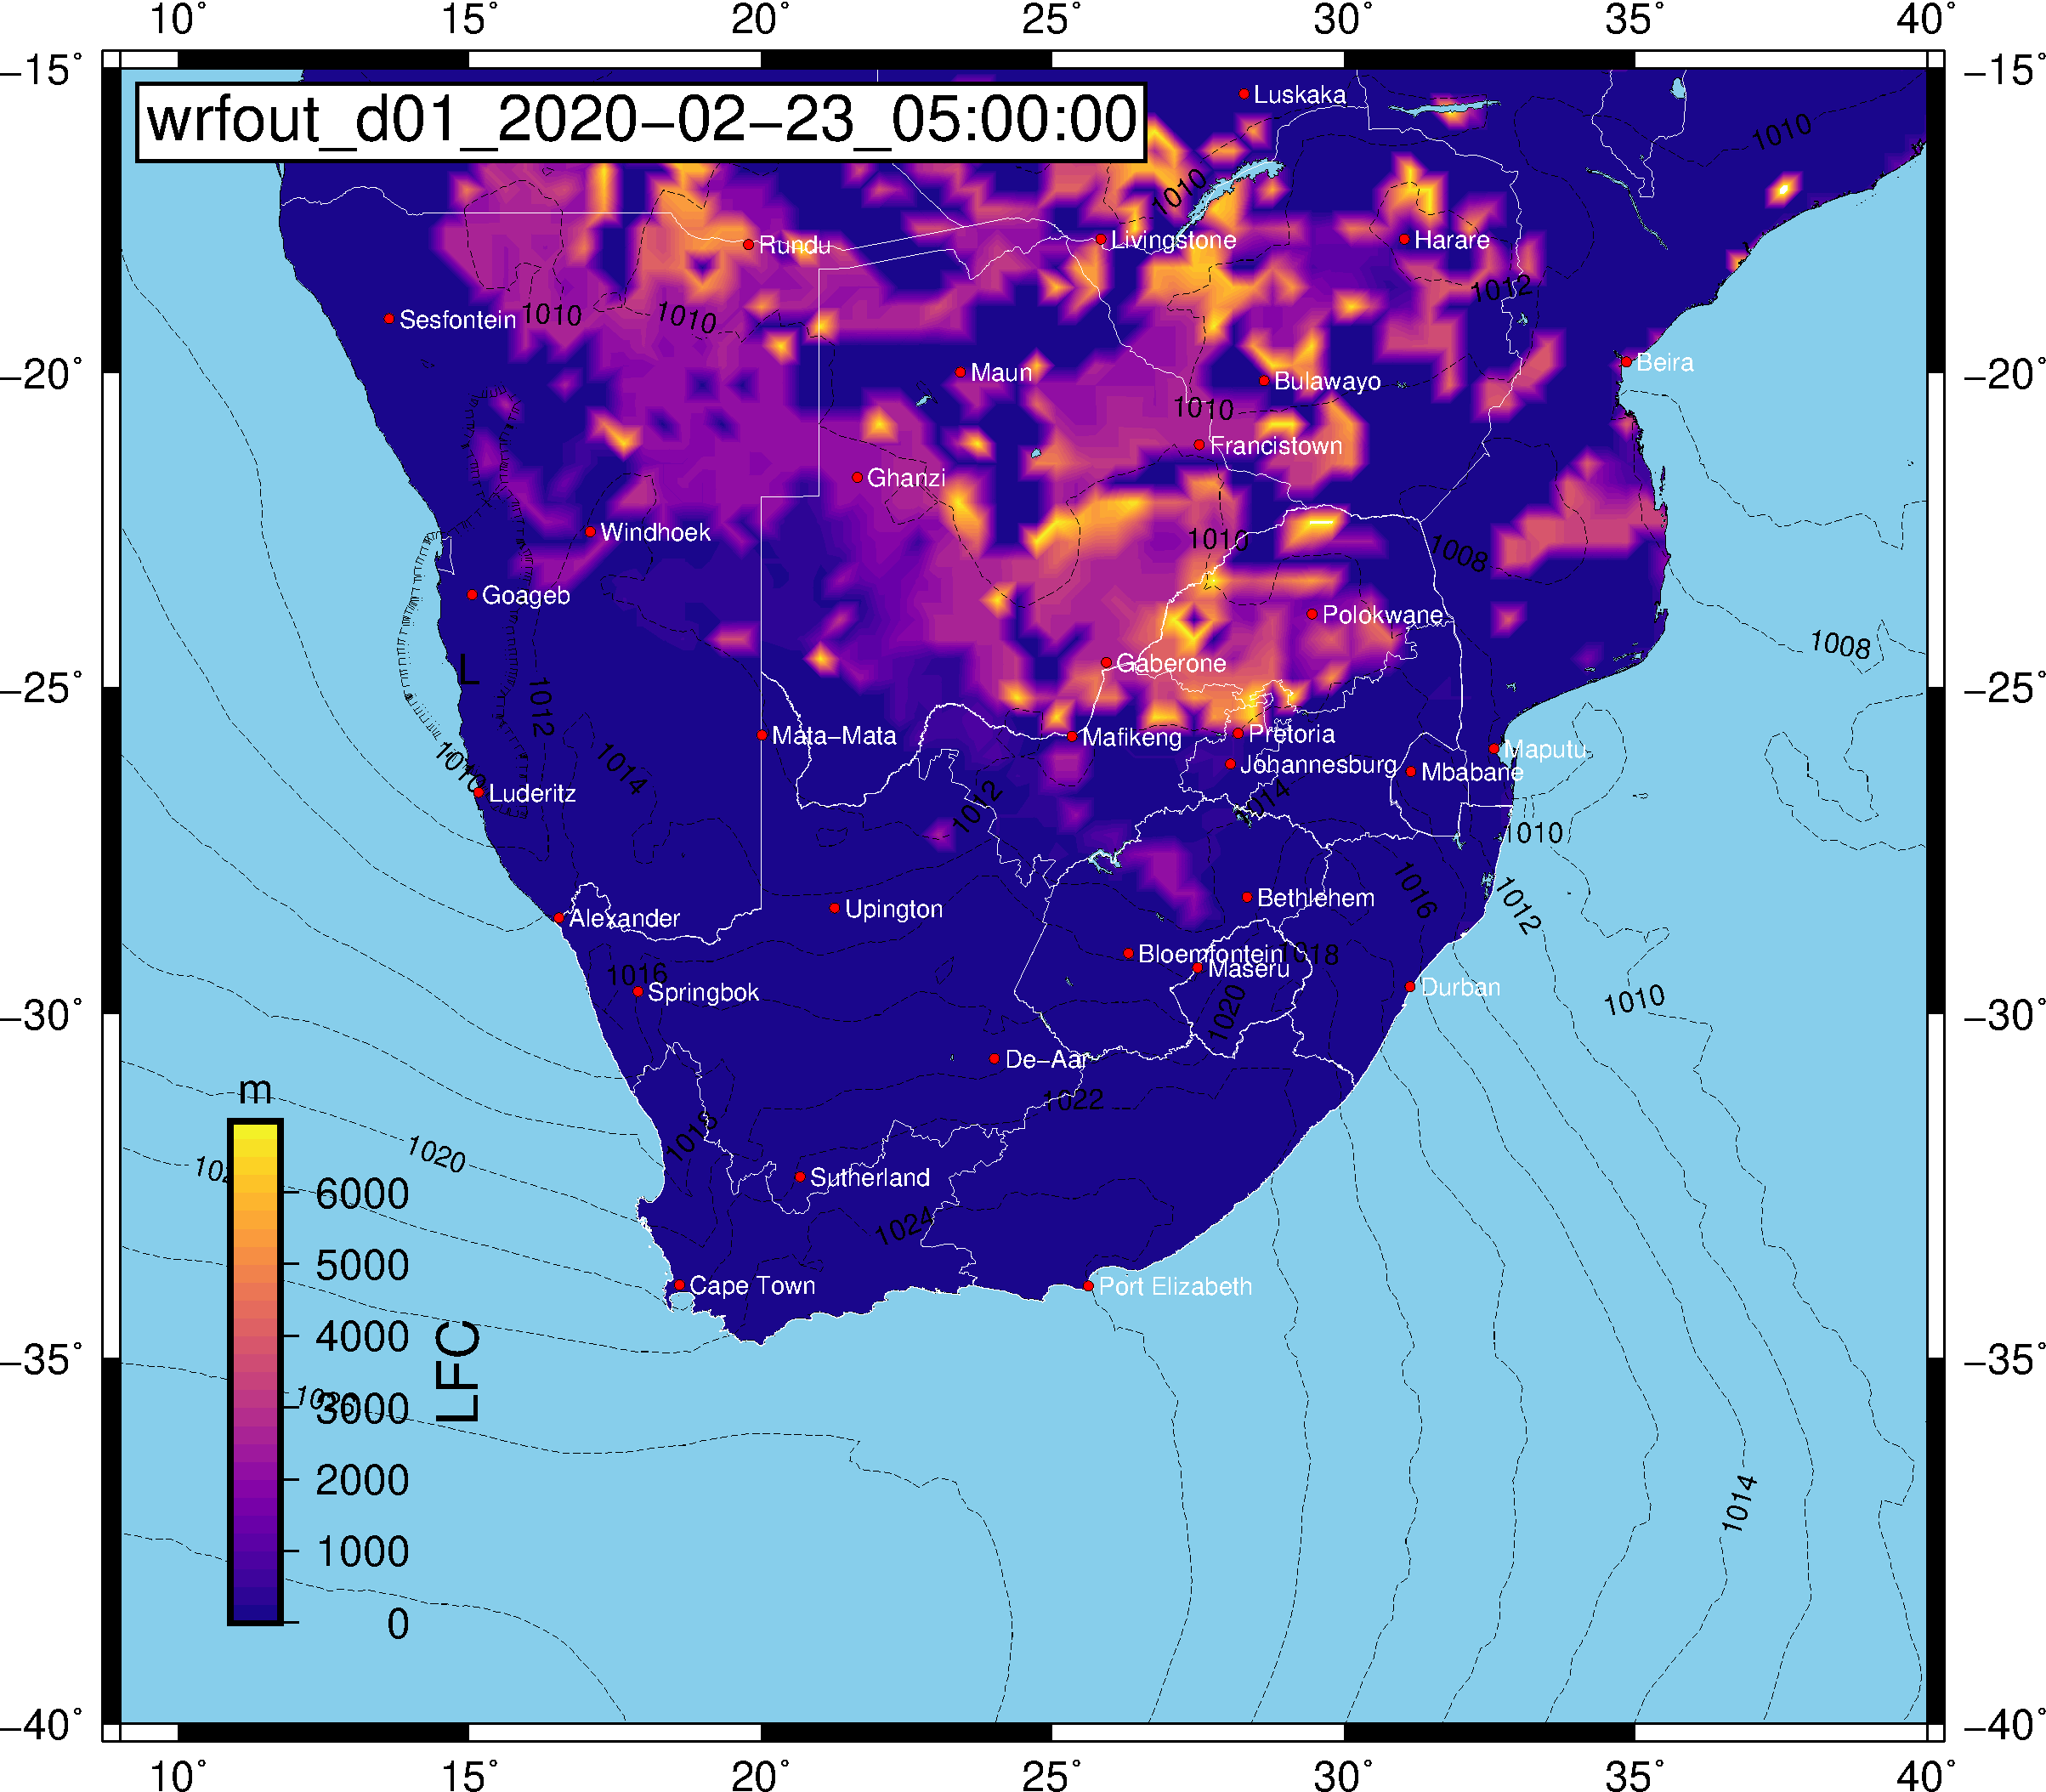 10° 15° 20° 25° 30° 35° 40°
−15° −15°
wrfout_d01_2020−02−23_05:00:00
Luskaka
1010
1010
Rundu
Livingstone
Harare
1012
Sesfontein
1010
1010
Beira
−20° −20°
Maun
Bulawayo
1010
Francistown
Ghanzi
Windhoek
1010
1008
Goageb
Polokwane
1008
Gaberone
L
−25° −25°
1012
Mata−Mata
Mafikeng
Pretoria
Maputu
1014
1010
Johannesburg
Mbabane
Luderitz
1012
1014
1010
1016
1012
Bethlehem
Upington
Alexander
Bloemfontein
1018
Maseru
1016
Springbok
Durban
1010
1020
−30° −30°
De−Aar
m
1022
1018
1020
Sutherland
6000
1024
5000
Cape Town
Port Elizabeth
4000
−35° −35°
LFC
3000
2000
1014
1000
0
−40° −40°
10° 15° 20° 25° 30° 35° 40°